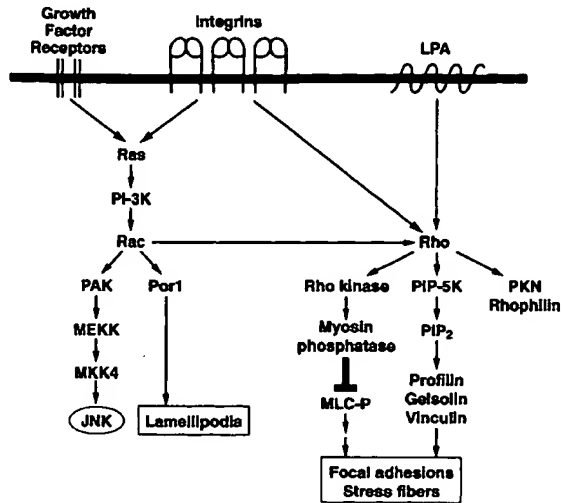 Growth
Factor
Receptors
Integrins
LPA
Ras
PI-3K
Rac
Rho
PAK
Por1
Rho kinase
PIP-5K
PKN
Rhophilin
MEKK
Myosin
phosphatase
PIP2
MKK4
Profilin
Gelsolin
Vinculin
MLC-P
JNK
Lamellipodia
Focal adhesions
Stress fibers